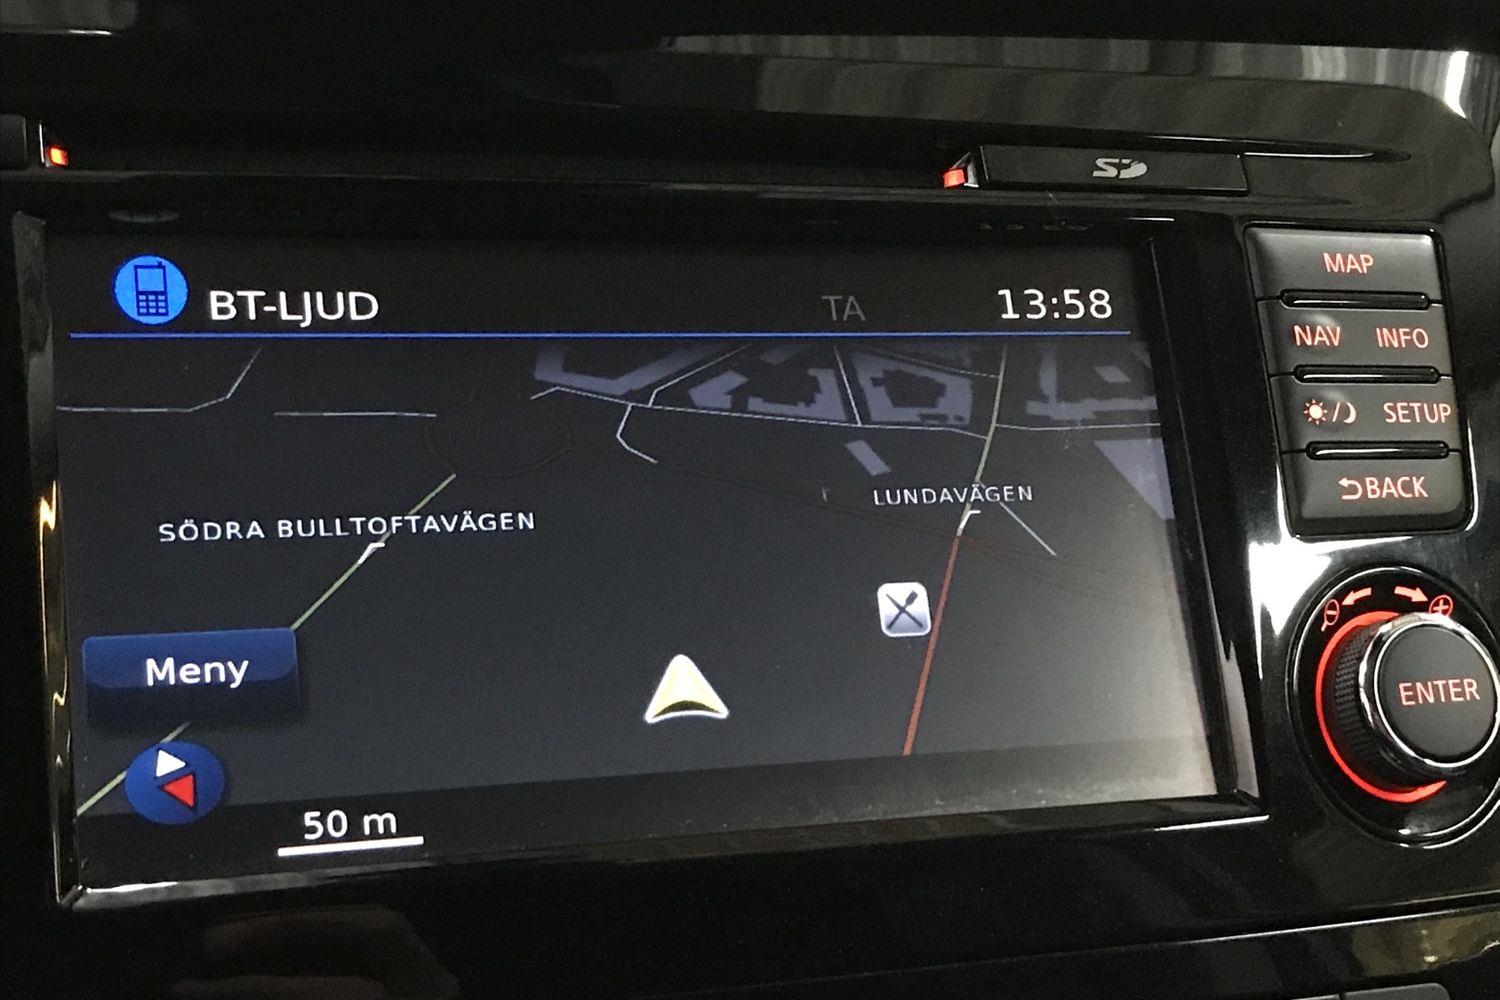 SD
BT-LJUD
TA
13:58
MAP
NAV
INFO
/
SETUP
BACK
LUNDAVÄGEN
SÖDRA BULLTOFTAVÄGEN
Meny
ENTER
50 m